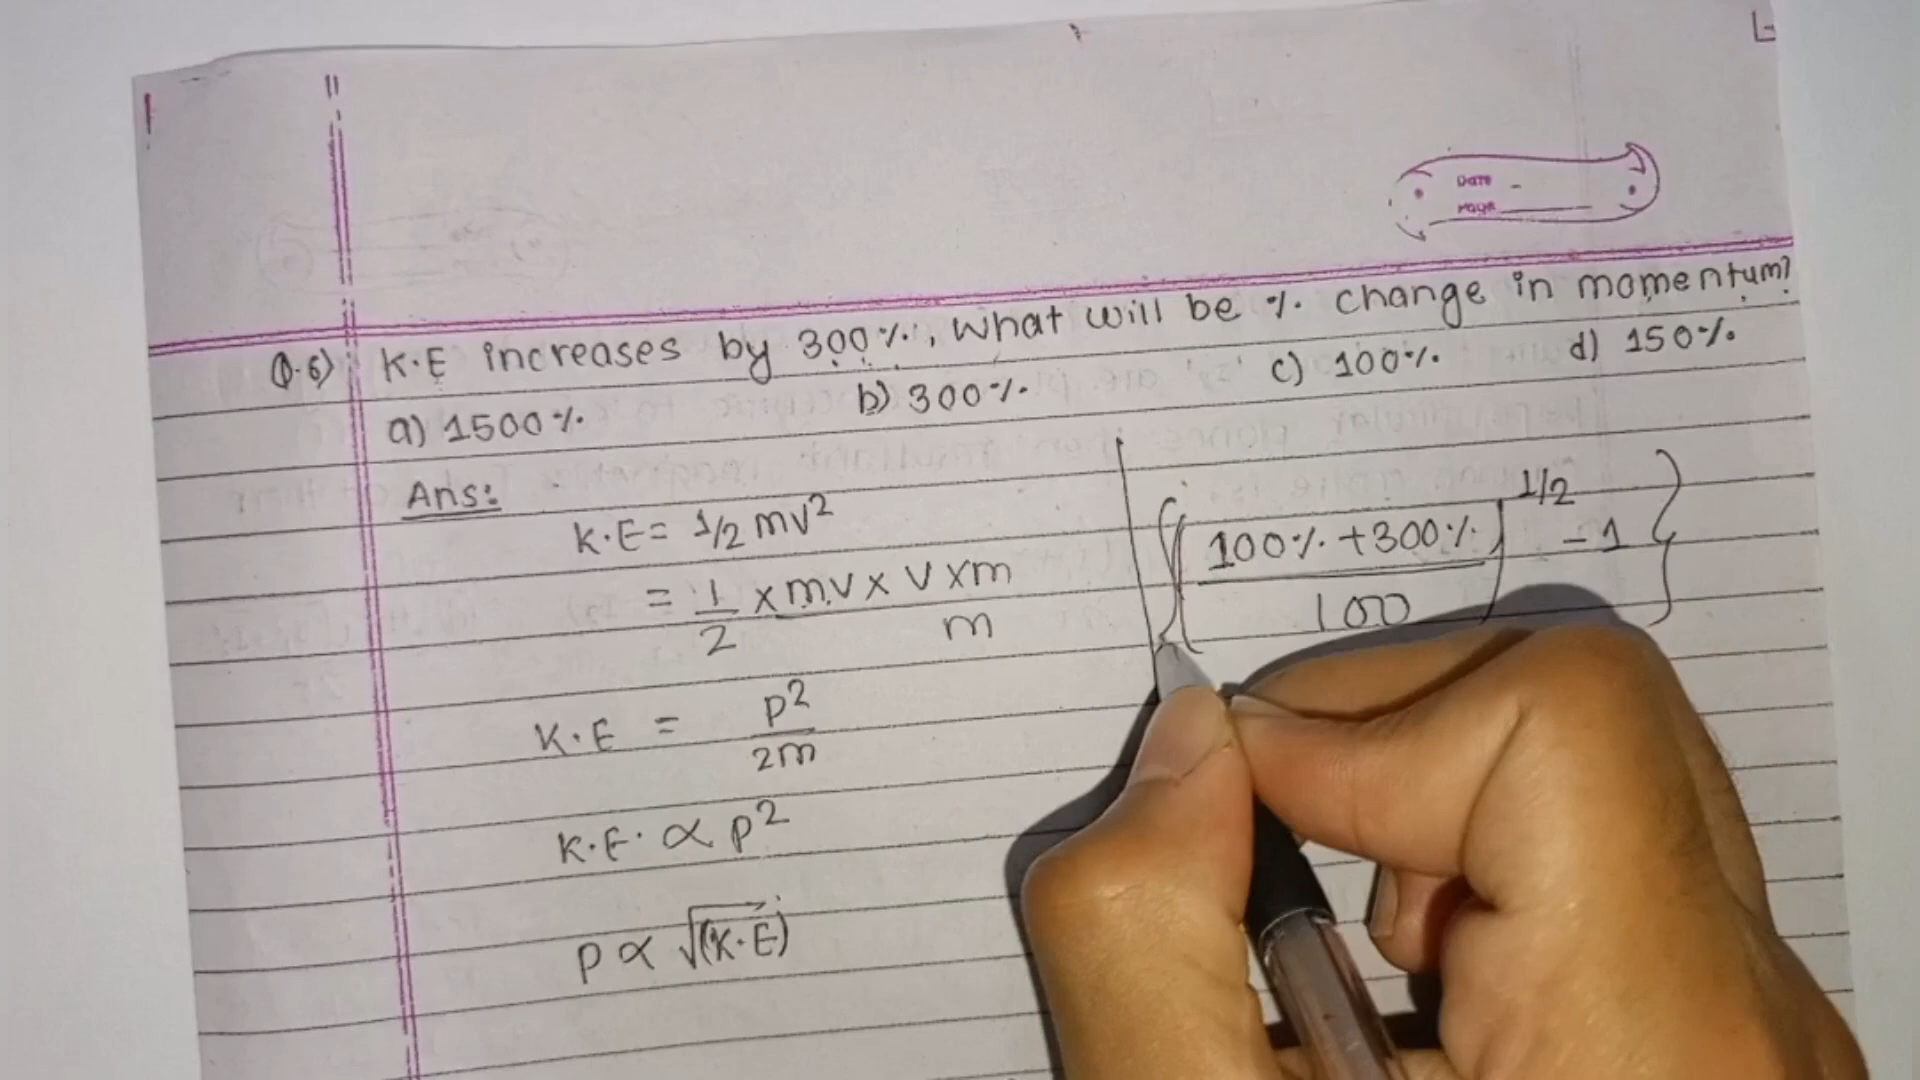 Date
Page
Q.6) K.E increases by 300%, What will be % change in momentum?
a) 1500% b) 300% c) 100% d) 150%
Ans:
K.E = 1/2 mv²
= 1/2 × mv × v × m / m
K.E = p²/2m
K.E. ∝ p²
p ∝ √(K.E)
{((100% + 300%)/100)^1/2 - 1}